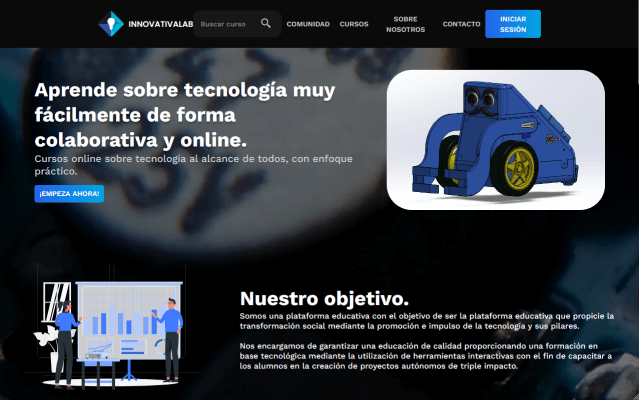 INNOVATIVALAB
Buscar curso
COMUNIDAD
CURSOS
SOBRE
NOSOTROS
CONTACTO
INICIAR
SESIÓN
Aprende sobre tecnología muy
fácilmente de forma
colaborativa y online.
Cursos online sobre tecnología al alcance de todos, con enfoque
práctico.
¡EMPEZA AHORA!
Nuestro objetivo.
Somos una plataforma educativa con el objetivo de ser la plataforma educativa que propicie la
transformación social mediante la promoción e impulso de la tecnología y sus pilares.
Nos encargamos de garantizar una educación de calidad proporcionando una formación en
base tecnológica mediante la utilización de herramientas interactivas con el fin de capacitar a
los alumnos en la creación de proyectos autónomos de triple impacto.